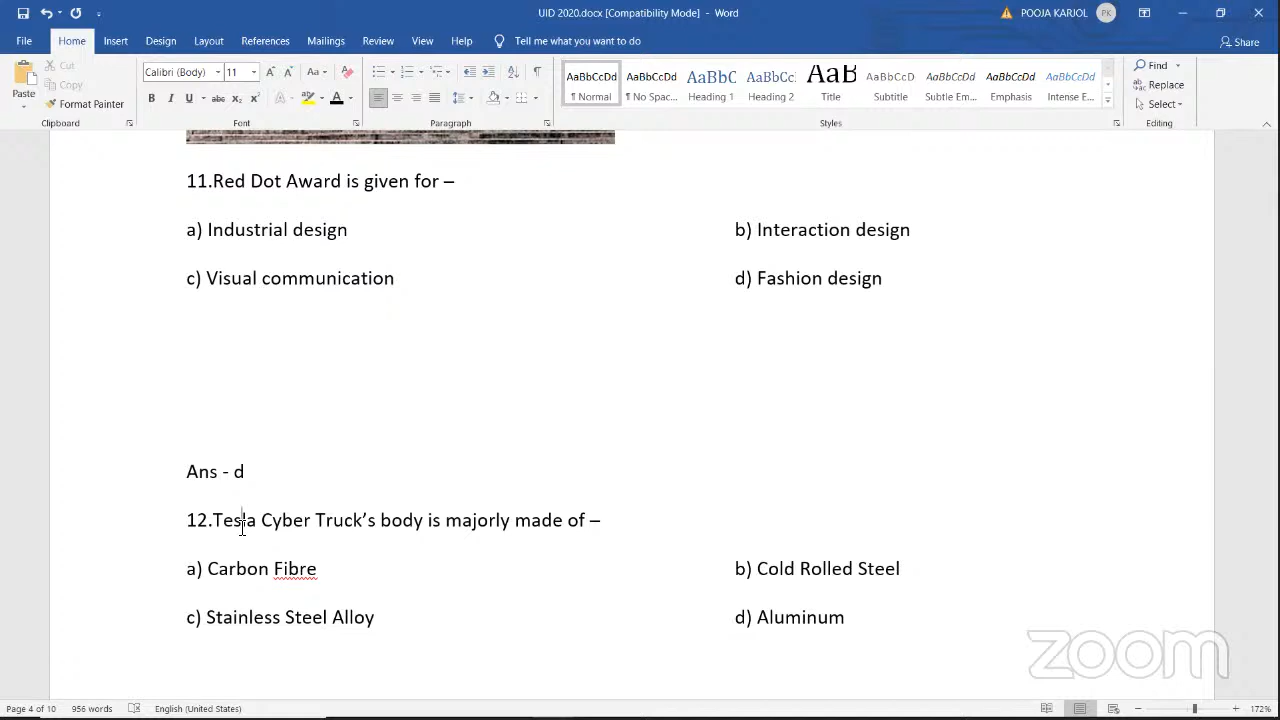 UID 2020.docx [Compatibility Mode] - Word
POOJA KARJOL PK
File Home Insert Draw Design Layout References Mailings Review View Help Tell me what you want to do Share
Paste Cut Copy Format Painter Clipboard
Calibri (Body) 11 Font
Paragraph
AaBbCcDd ¶ Normal
AaBbCcDd ¶ No Spac...
AaBbC Heading 1
AaBbCc. Heading 2
AaB Title
AaBbCcD Subtitle
AaBbCcDd Subtle Em...
AaBbCcDd Emphasis
AaBbCcDd Intense E...
Styles
Find Replace Select Editing
11.Red Dot Award is given for –
a) Industrial design b) Interaction design
c) Visual communication d) Fashion design
Ans - d
12.Tesla Cyber Truck’s body is majorly made of –
a) Carbon Fibre b) Cold Rolled Steel
c) Stainless Steel Alloy d) Aluminum
zoom
Page 4 of 10 956 words English (United States) 172%